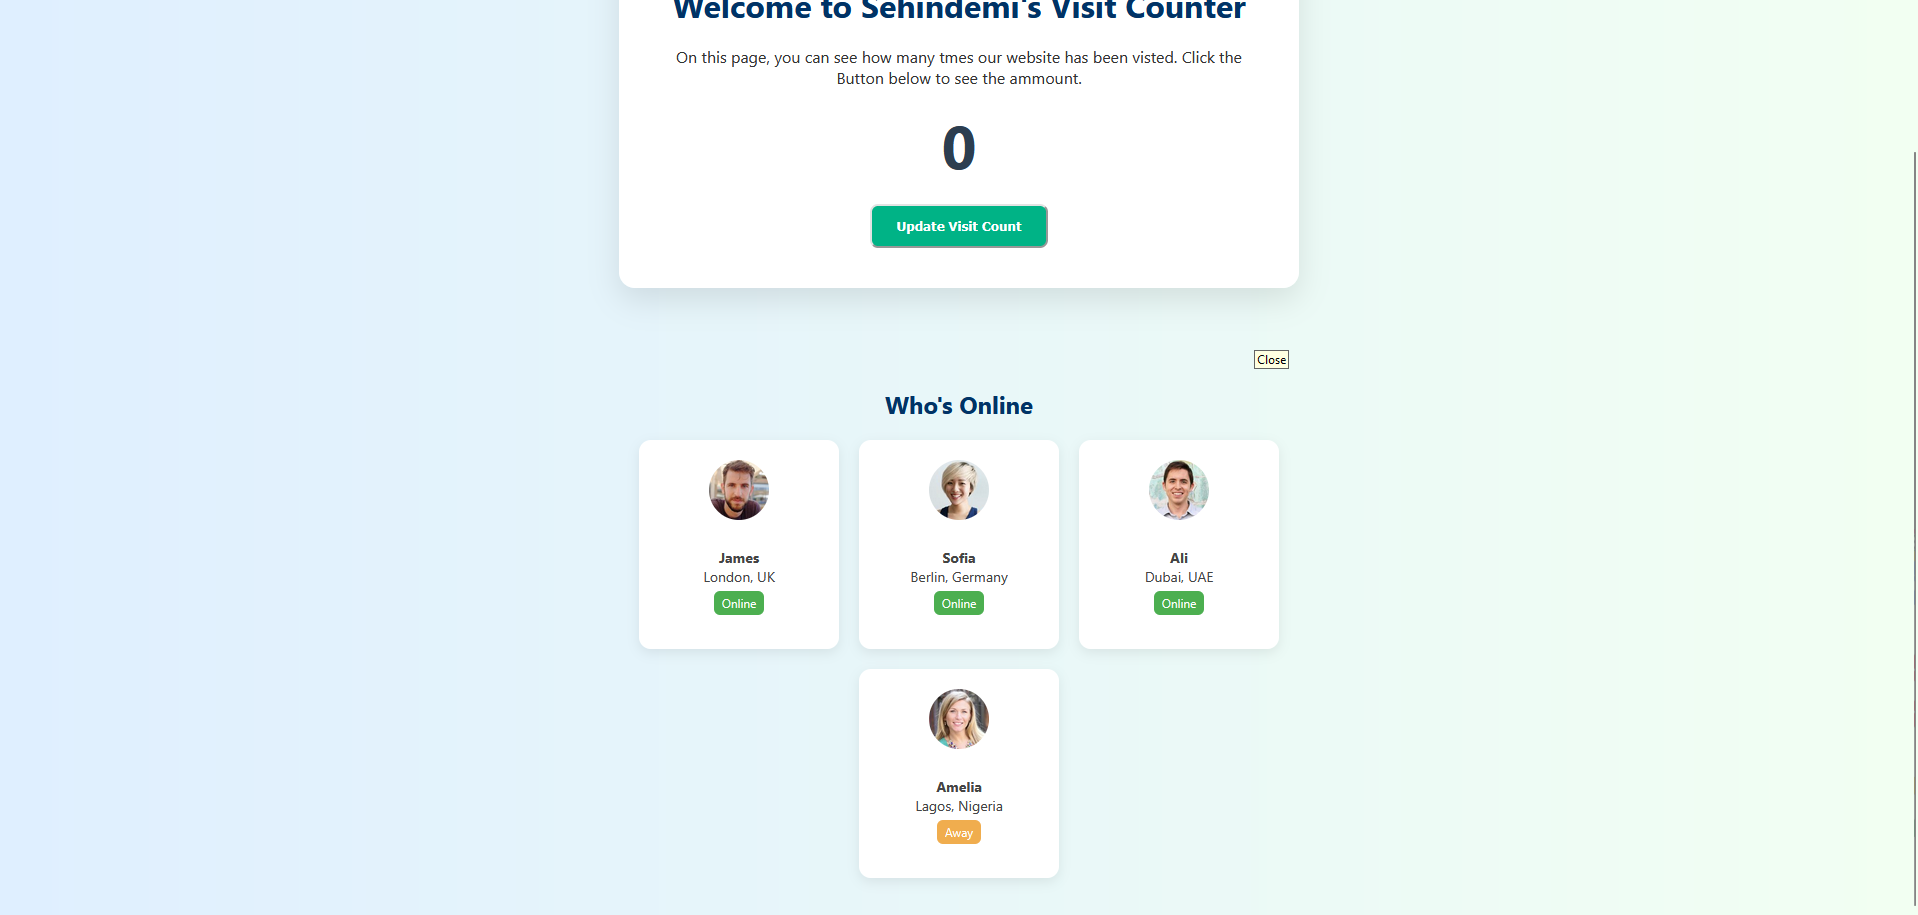 Welcome to Sehindemi's Visit Counter
On this page, you can see how many tmes our website has been visted. Click the
Button below to see the ammount.
0
Update Visit Count
Close
Who's Online
James
London, UK
Online
Sofia
Berlin, Germany
Online
Ali
Dubai, UAE
Online
Amelia
Lagos, Nigeria
Away